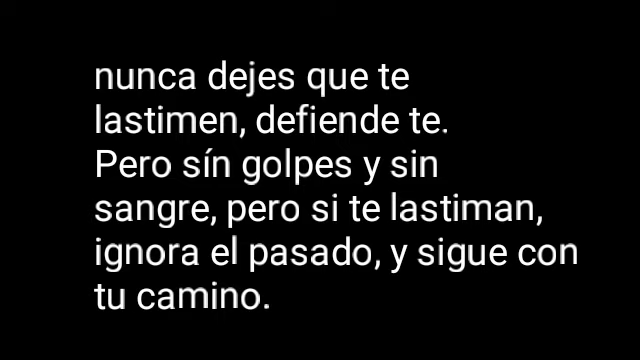 nunca dejes que te
lastimen, defiende te.
Pero sín golpes y sin
sangre, pero si te lastiman,
ignora el pasado, y sigue con
tu camino.